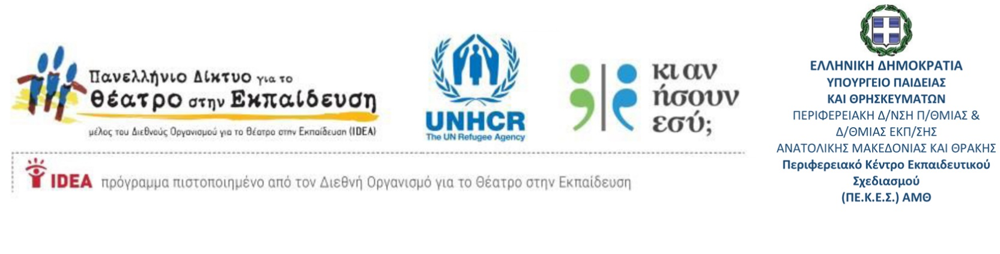 Πανελλήνιο Δίκτυο για το
Θέατρο στην Εκπαίδευση
μέλος του Διεθνούς Οργανισμού για το Θέατρο στην Εκπαίδευση (IDEA)
UNHCR
The UN Refugee Agency
κι αν
ήσουν
εσύ;
IDEA πρόγραμμα πιστοποιημένο από τον Διεθνή Οργανισμό για το Θέατρο στην Εκπαίδευση
ΕΛΛΗΝΙΚΗ ΔΗΜΟΚΡΑΤΙΑ
ΥΠΟΥΡΓΕΙΟ ΠΑΙΔΕΙΑΣ
ΚΑΙ ΘΡΗΣΚΕΥΜΑΤΩΝ
ΠΕΡΙΦΕΡΕΙΑΚΗ Δ/ΝΣΗ Π/ΘΜΙΑΣ &
Δ/ΘΜΙΑΣ ΕΚΠ/ΣΗΣ
ΑΝΑΤΟΛΙΚΗΣ ΜΑΚΕΔΟΝΙΑΣ ΚΑΙ ΘΡΑΚΗΣ
Περιφερειακό Κέντρο Εκπαιδευτικού
Σχεδιασμού
(ΠΕ.Κ.Ε.Σ.) ΑΜΘ